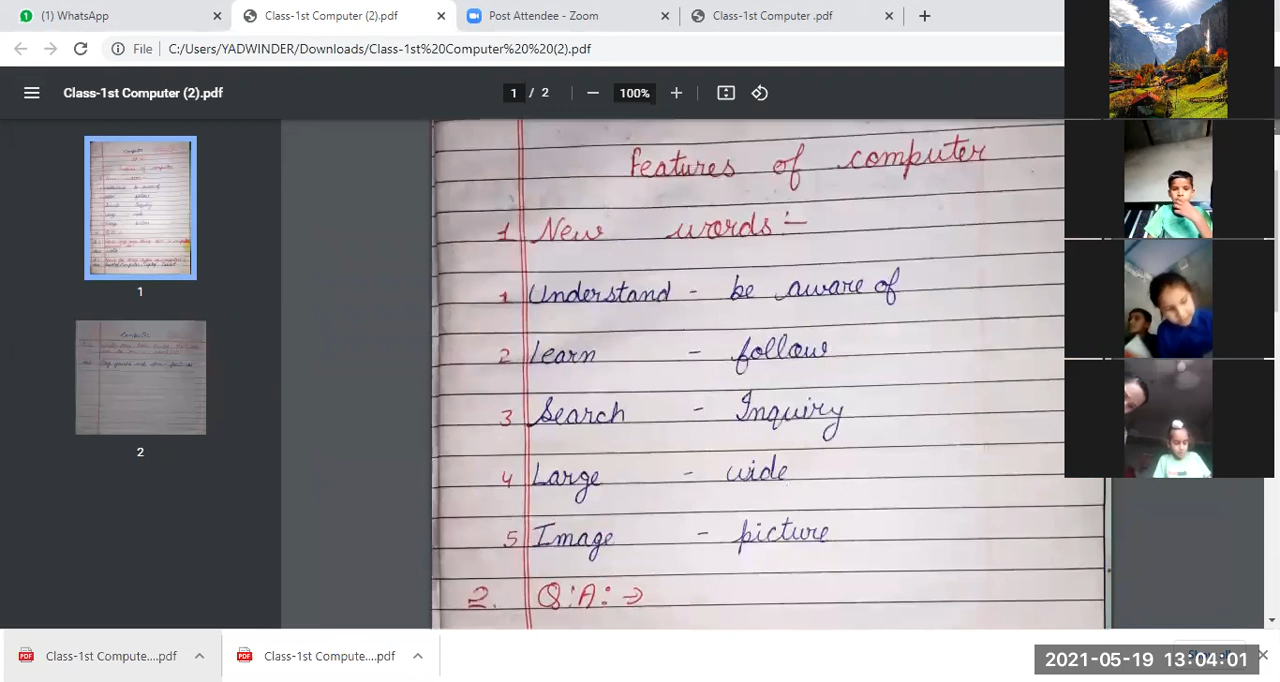 (1) WhatsApp
Class-1st Computer (2).pdf
Post Attendee - Zoom
Class-1st Computer .pdf
File
C:/Users/YADWINDER/Downloads/Class-1st%20Computer%20%20(2).pdf
Class-1st Computer (2).pdf
1 / 2
100%
Features of computer
1 New words :-
1 Understand - be aware of
2 Learn - follow
3 Search - Inquiry
4 Large - wide
5 Image - picture
2. Q:A: →
1
2
Class-1st Compute....pdf
Class-1st Compute....pdf
2021-05-19 13:04:01